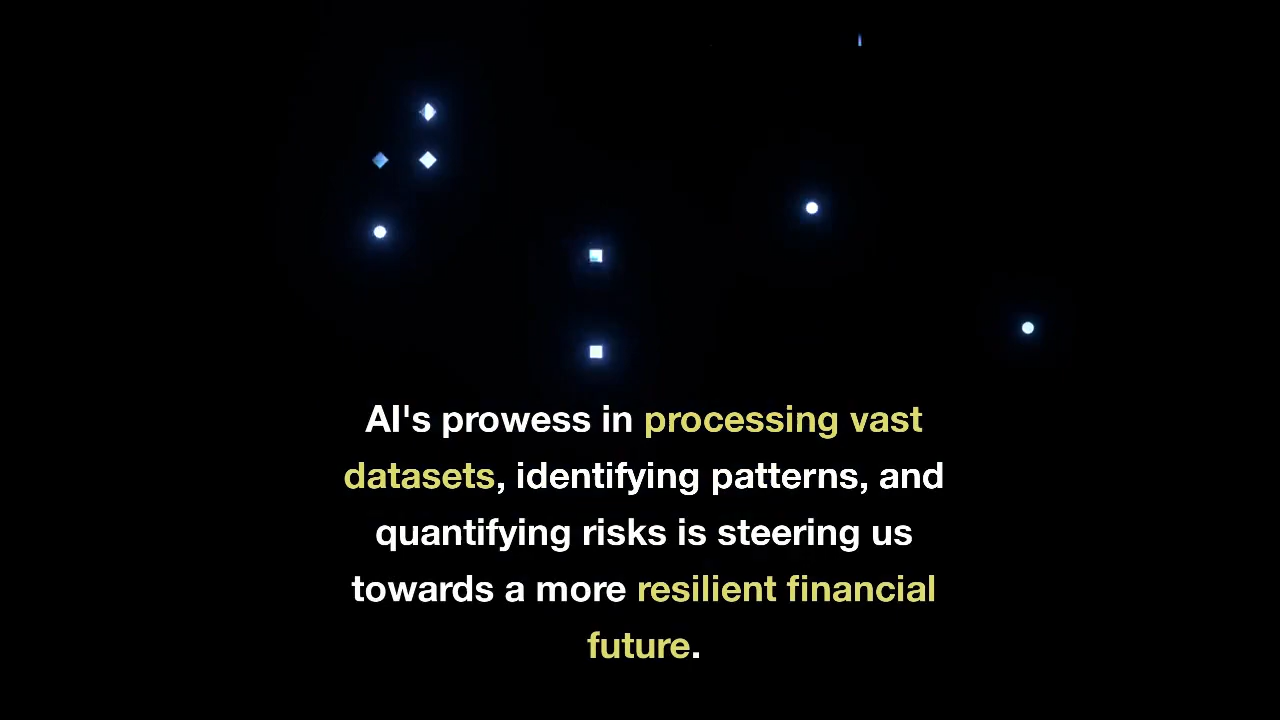 AI's prowess in processing vast
datasets, identifying patterns, and
quantifying risks is steering us
towards a more resilient financial
future.